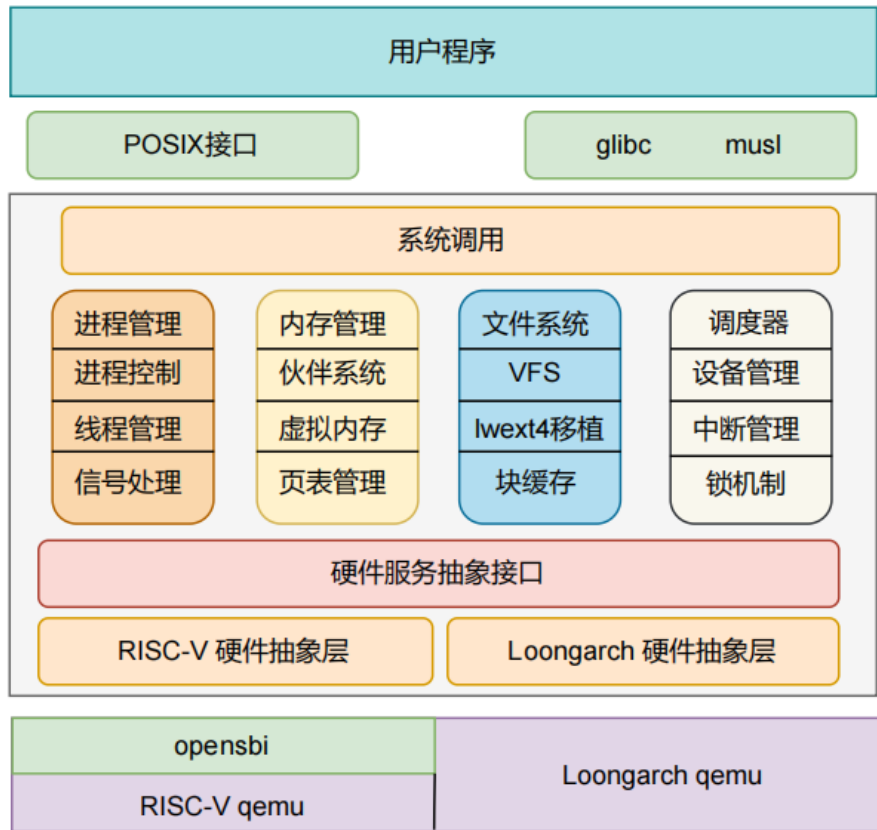 用户程序
POSIX接口
glibc musl
系统调用
进程管理
进程控制
线程管理
信号处理
内存管理
伙伴系统
虚拟内存
页表管理
文件系统
VFS
lwext4移植
块缓存
调度器
设备管理
中断管理
锁机制
硬件服务抽象接口
RISC-V 硬件抽象层
Loongarch 硬件抽象层
opensbi
RISC-V qemu
Loongarch qemu